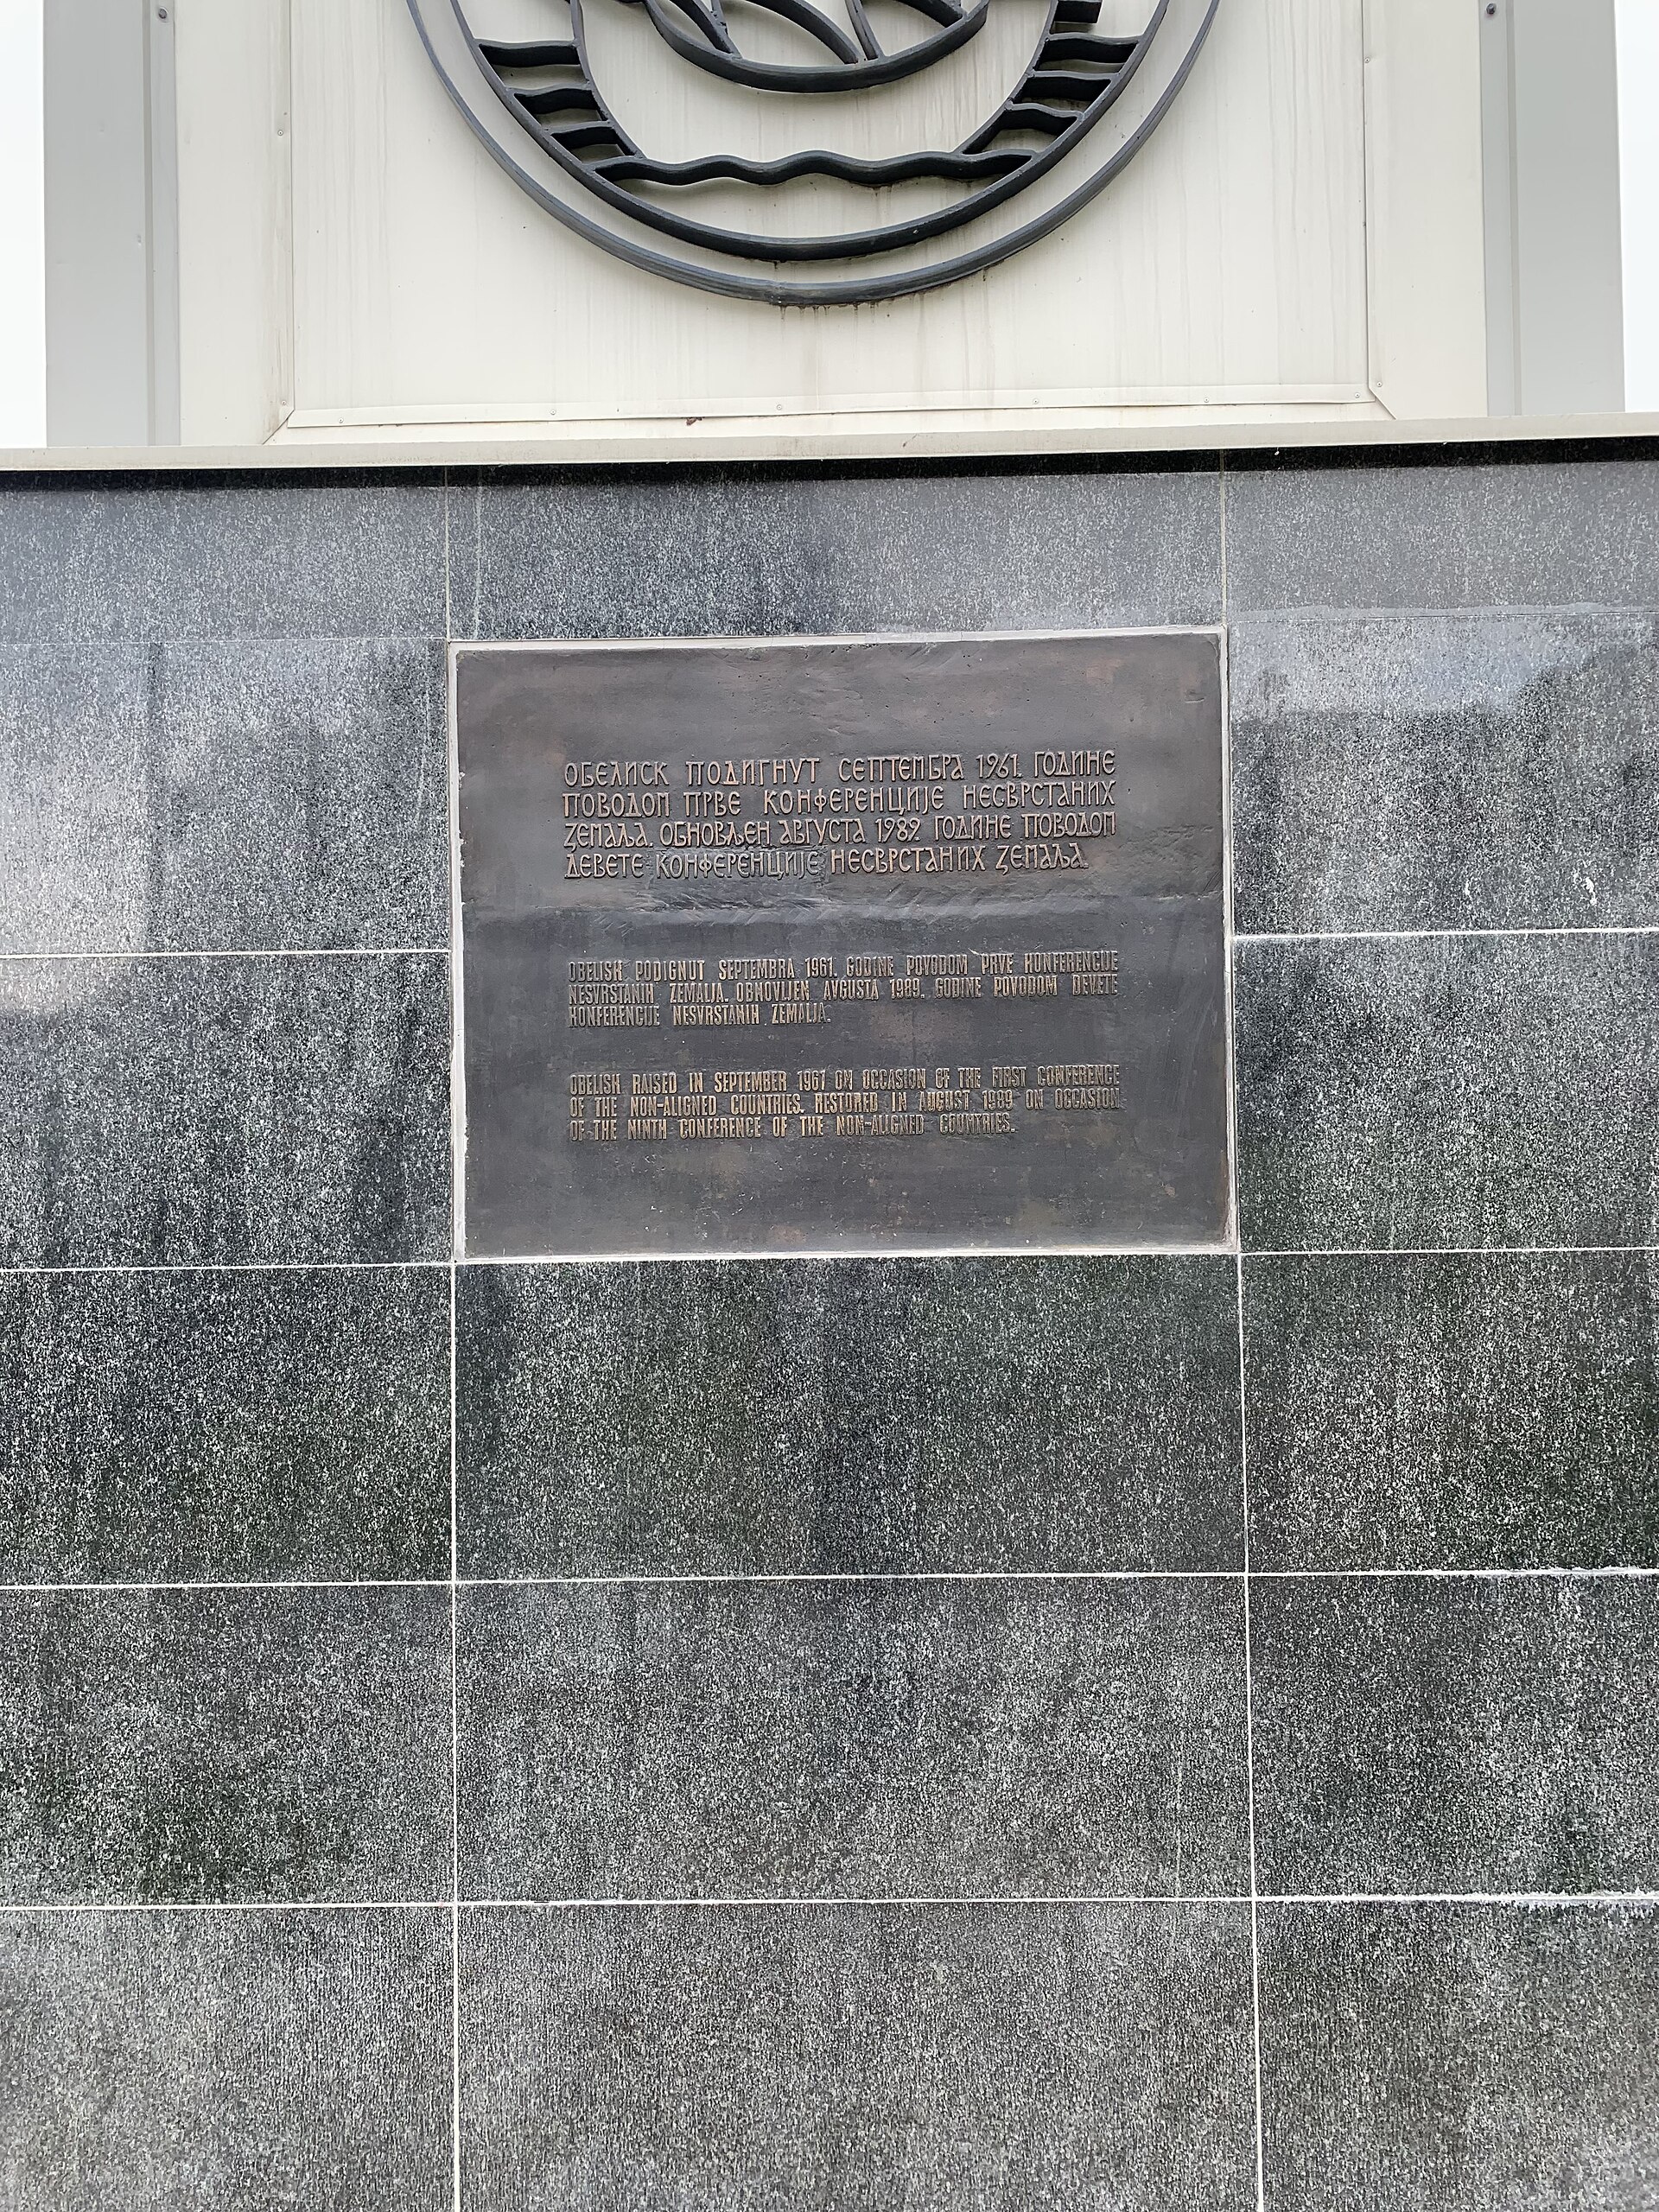 ОБЕЛИСК ПОДИГНУТ СЕПТЕМБРА 1961. ГОДИНЕ
ПОВОДОМ ПРВЕ КОНФЕРЕНЦИЈЕ НЕСВРСТАНИХ
ЗЕМАЉА. ОБНОВЉЕН АВГУСТА 1989. ГОДИНЕ ПОВОДОМ
ДЕВЕТЕ КОНФЕРЕНЦИЈЕ НЕСВРСТАНИХ ЗЕМАЉА.
OBELISK PODIGNUT SEPTEMBRA 1961. GODINE POVODOM PRVE KONFERENCIJE
NESVRSTANIH ZEMALJA. OBNOVLJEN AVGUSTA 1989. GODINE POVODOM DEVETE
KONFERENCIJE NESVRSTANIH ZEMALJA.
OBELISK RAISED IN SEPTEMBER 1961 ON OCCASION OF THE FIRST CONFERENCE
OF THE NON-ALIGNED COUNTRIES. RESTORED IN AUGUST 1989 ON OCCASION
OF THE NINTH CONFERENCE OF THE NON-ALIGNED COUNTRIES.